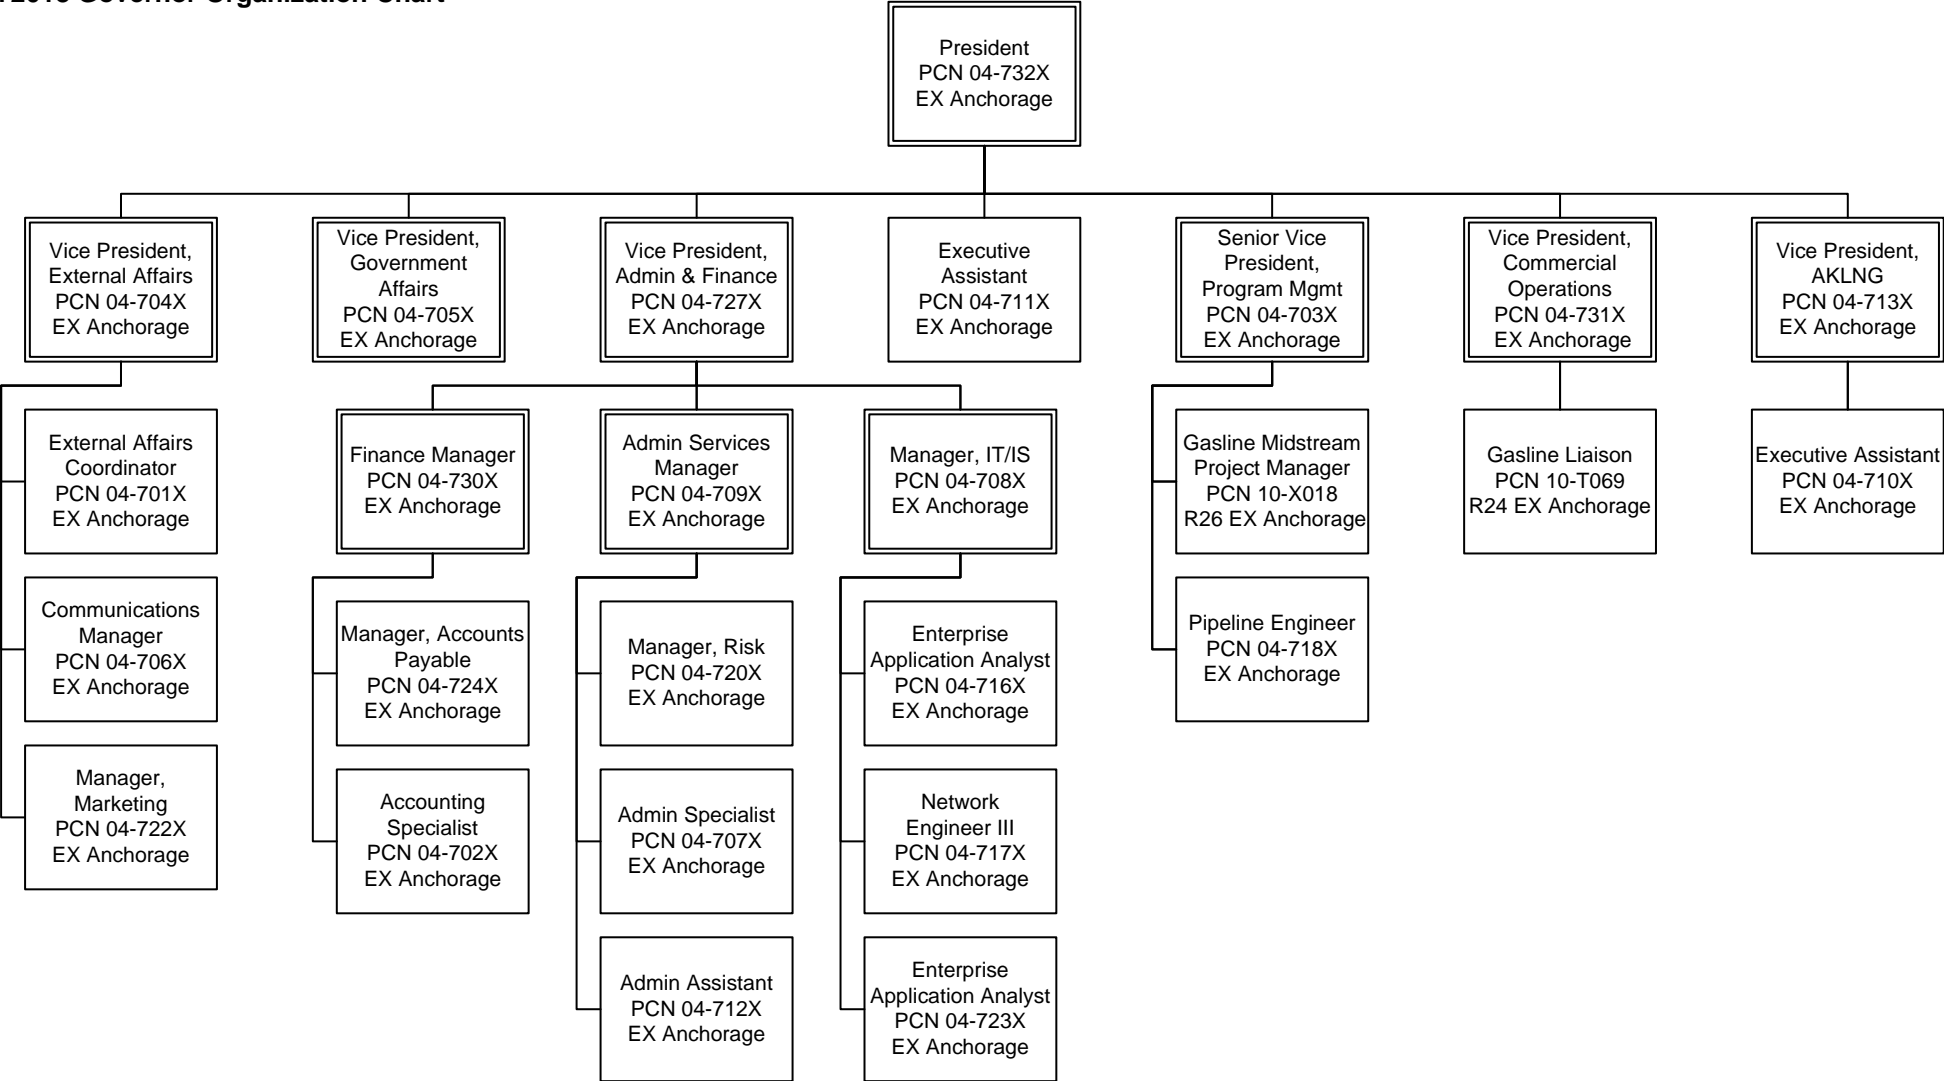 Governor Organization Chart
President
PCN 04-732X
EX Anchorage
Vice President,
External Affairs
PCN 04-704X
EX Anchorage
Vice President,
Government
Affairs
PCN 04-705X
EX Anchorage
Vice President,
Admin & Finance
PCN 04-727X
EX Anchorage
Executive
Assistant
PCN 04-711X
EX Anchorage
Senior Vice
President,
Program Mgmt
PCN 04-703X
EX Anchorage
Vice President,
Commercial
Operations
PCN 04-731X
EX Anchorage
Vice President,
AKLNG
PCN 04-713X
EX Anchorage
External Affairs
Coordinator
PCN 04-701X
EX Anchorage
Finance Manager
PCN 04-730X
EX Anchorage
Admin Services
Manager
PCN 04-709X
EX Anchorage
Manager, IT/IS
PCN 04-708X
EX Anchorage
Gasline Midstream
Project Manager
PCN 10-X018
R26 EX Anchorage
Gasline Liaison
PCN 10-T069
R24 EX Anchorage
Executive Assistant
PCN 04-710X
EX Anchorage
Communications
Manager
PCN 04-706X
EX Anchorage
Manager, Accounts
Payable
PCN 04-724X
EX Anchorage
Manager, Risk
PCN 04-720X
EX Anchorage
Enterprise
Application Analyst
PCN 04-716X
EX Anchorage
Pipeline Engineer
PCN 04-718X
EX Anchorage
Manager,
Marketing
PCN 04-722X
EX Anchorage
Accounting
Specialist
PCN 04-702X
EX Anchorage
Admin Specialist
PCN 04-707X
EX Anchorage
Network
Engineer III
PCN 04-717X
EX Anchorage
Admin Assistant
PCN 04-712X
EX Anchorage
Enterprise
Application Analyst
PCN 04-723X
EX Anchorage